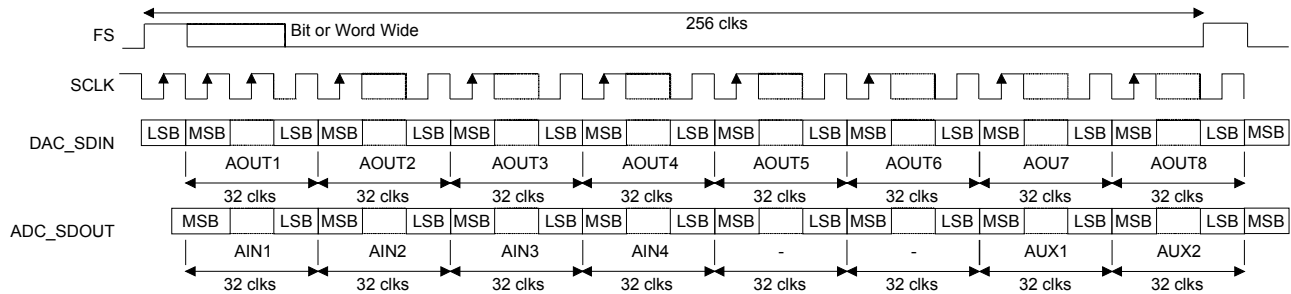 256 clks
FS Bit or Word Wide
SCLK
DAC_SDIN LSB MSB LSB MSB LSB MSB LSB MSB LSB MSB LSB MSB LSB MSB LSB MSB LSB MSB
AOUT1 AOUT2 AOUT3 AOUT4 AOUT5 AOUT6 AOU7 AOUT8
32 clks 32 clks 32 clks 32 clks 32 clks 32 clks 32 clks 32 clks
ADC_SDOUT MSB LSB MSB LSB MSB LSB MSB LSB MSB LSB MSB LSB MSB LSB MSB LSB MSB
AIN1 AIN2 AIN3 AIN4 - - AUX1 AUX2
32 clks 32 clks 32 clks 32 clks 32 clks 32 clks 32 clks 32 clks